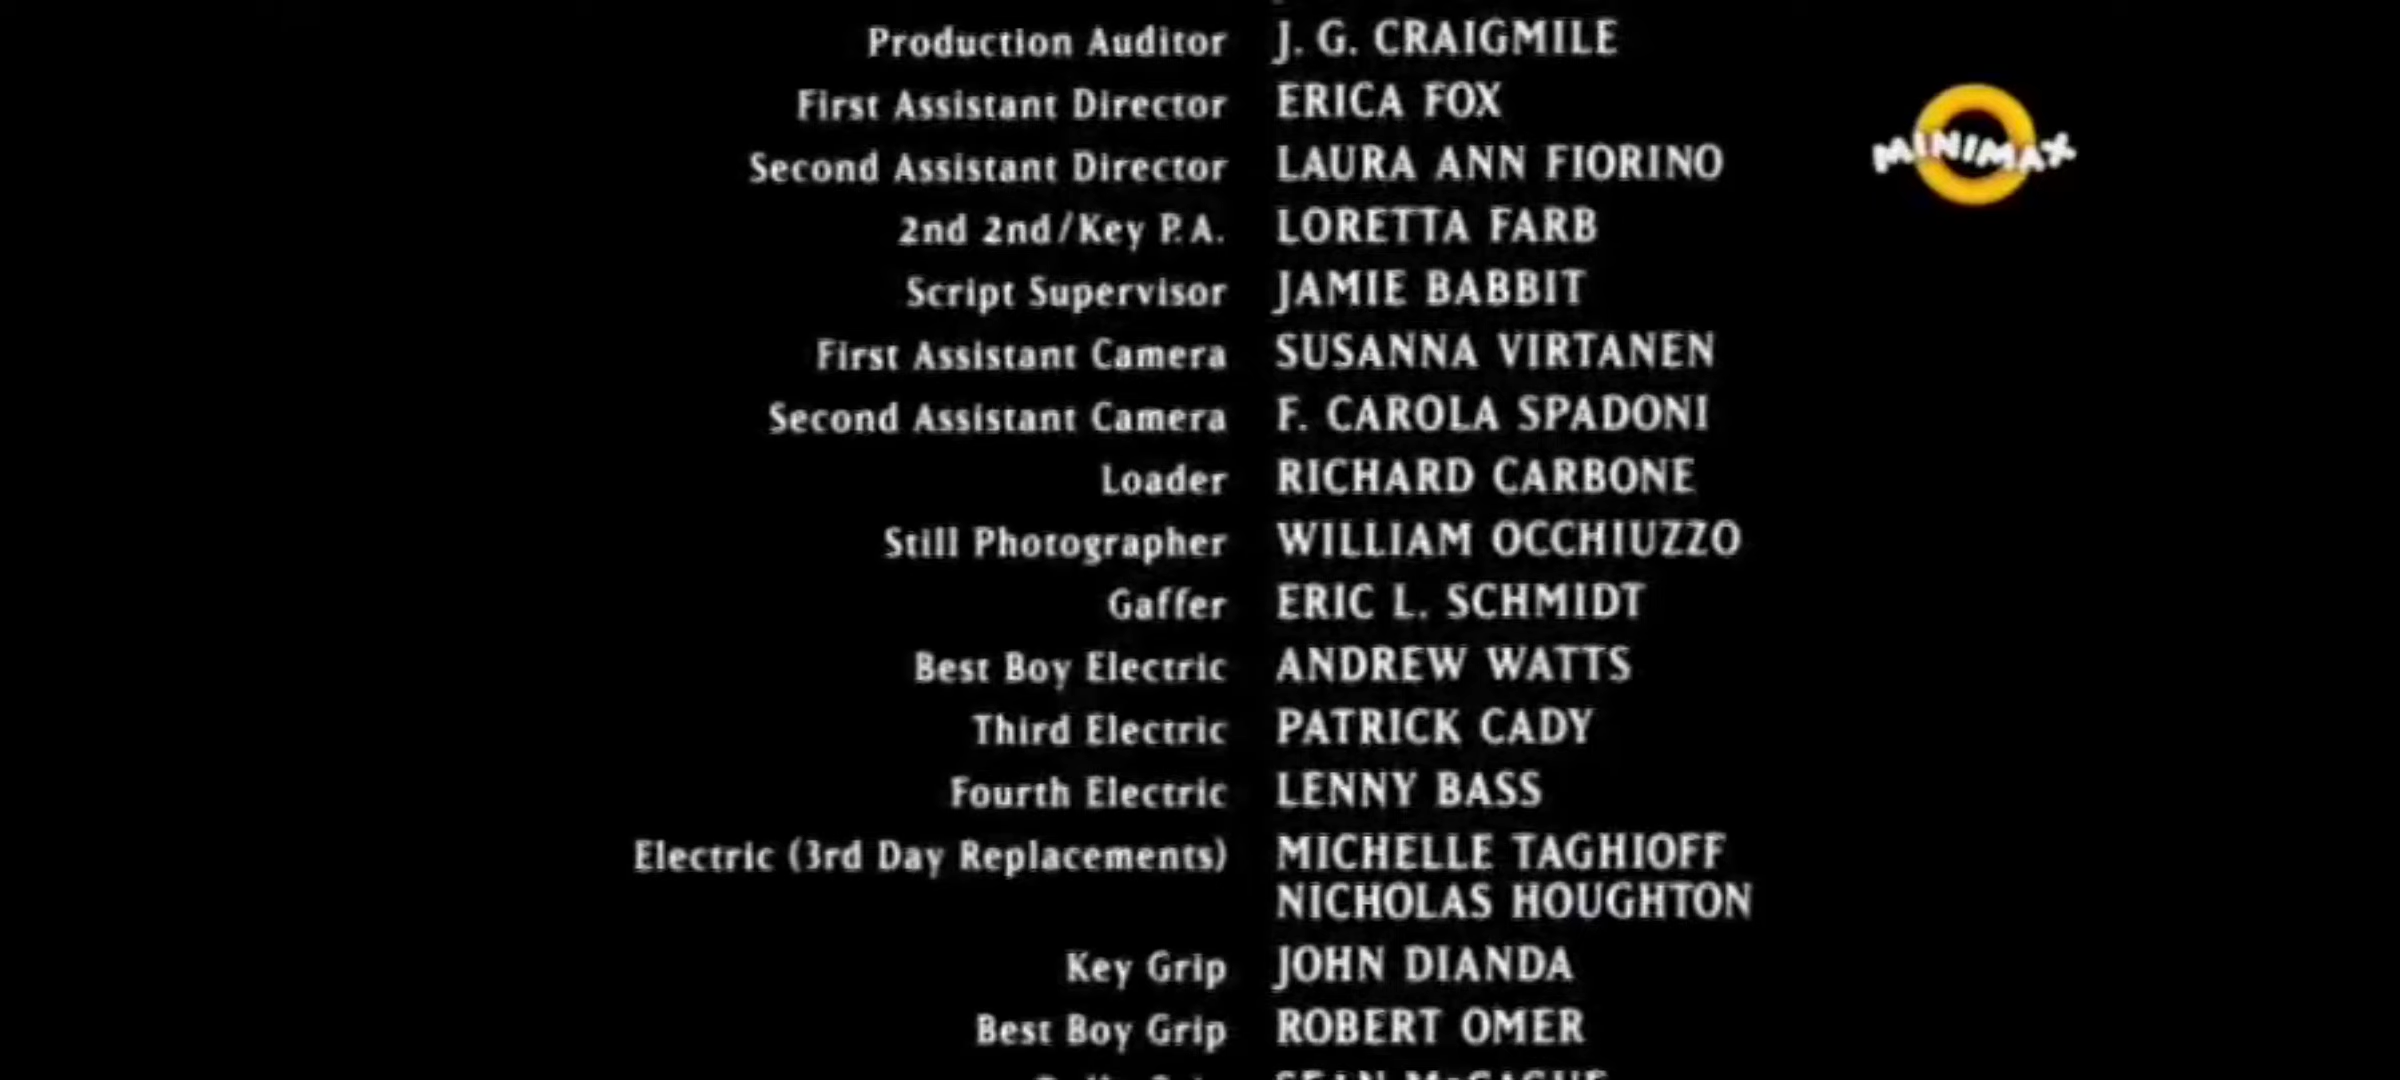 Production Auditor J. G. CRAIGMILE
First Assistant Director ERICA FOX
Second Assistant Director LAURA ANN FIORINO
2nd 2nd/Key P.A. LORETTA FARB
Script Supervisor JAMIE BABBIT
First Assistant Camera SUSANNA VIRTANEN
Second Assistant Camera F. CAROLA SPADONI
Loader RICHARD CARBONE
Still Photographer WILLIAM OCCHIUZZO
Gaffer ERIC L. SCHMIDT
Best Boy Electric ANDREW WATTS
Third Electric PATRICK CADY
Fourth Electric LENNY BASS
Electric (3rd Day Replacements) MICHELLE TAGHIOFF
NICHOLAS HOUGHTON
Key Grip JOHN DIANDA
Best Boy Grip ROBERT OMER
MINIMAX